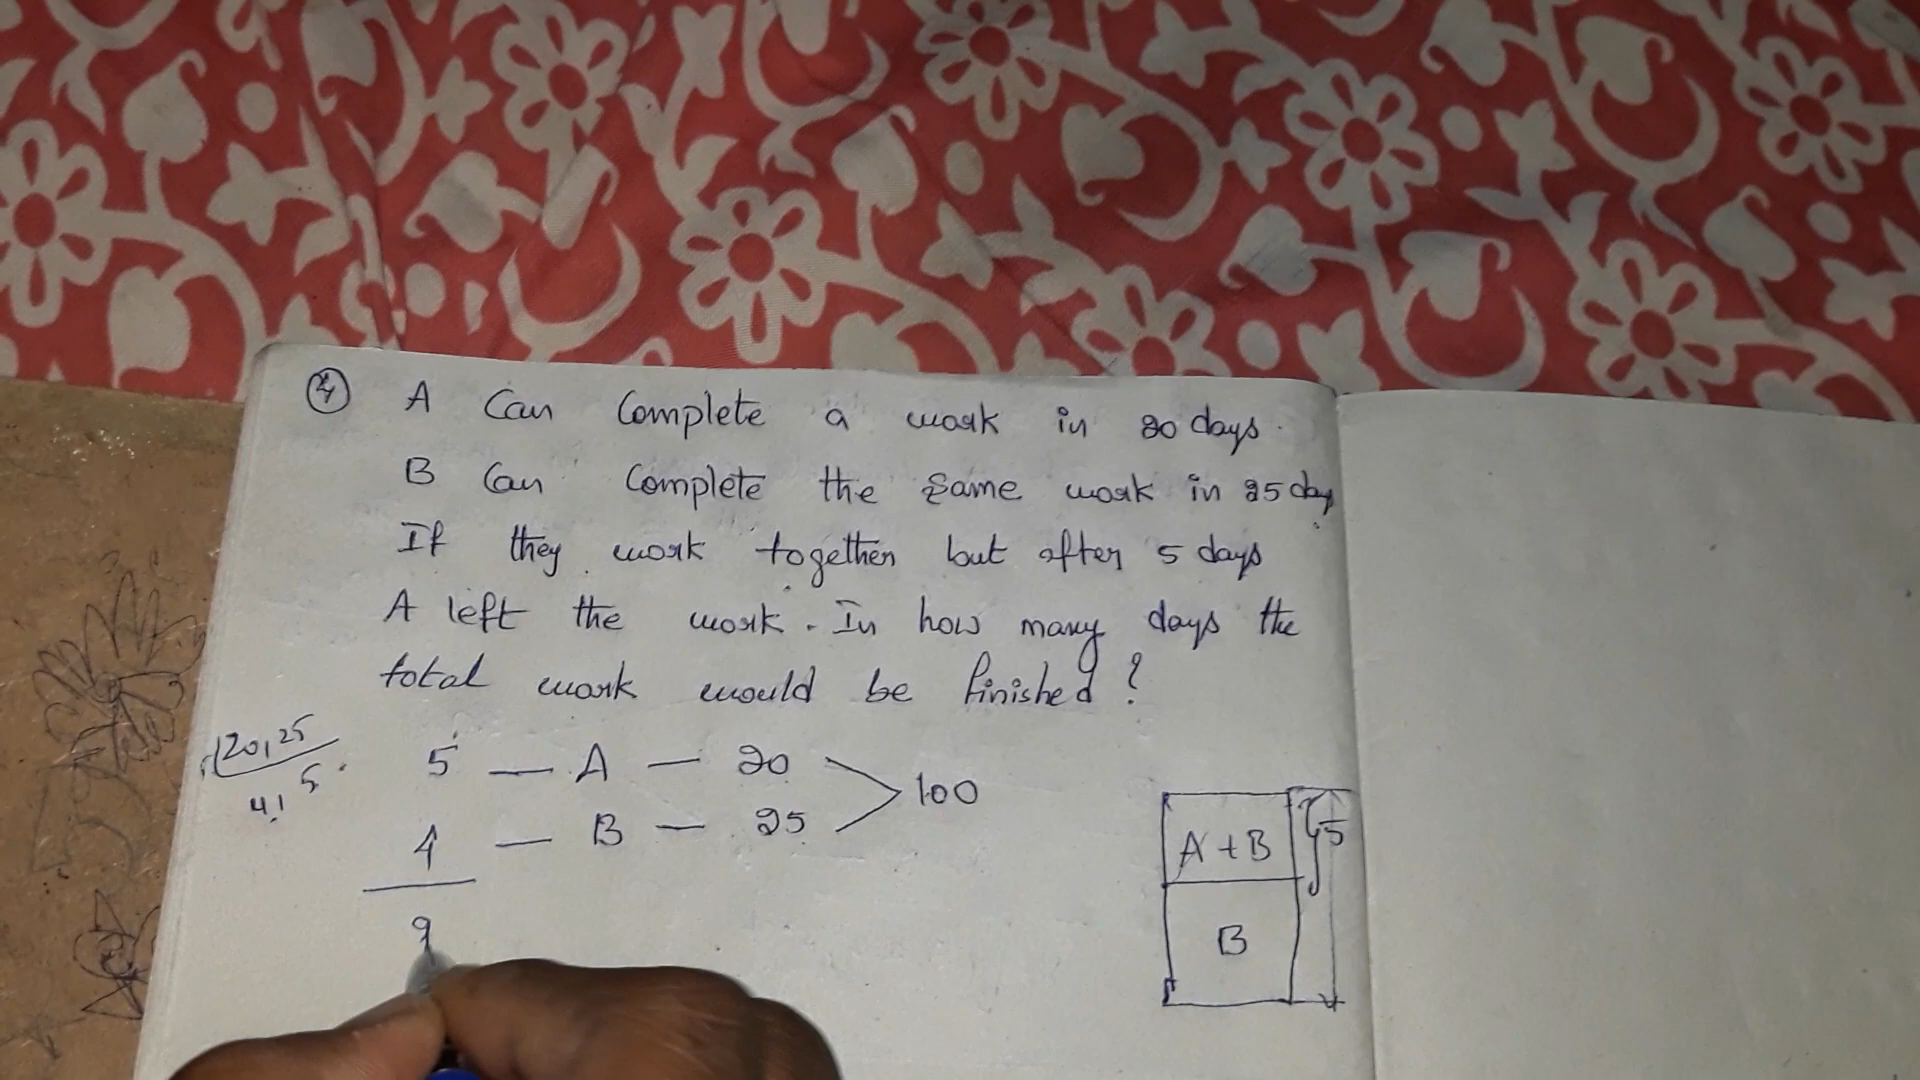 4 A Can Complete a work in 20 days.
B Can Complete the Same work in 25 day
If they work together but after 5 days
A left the work. In how many days the
total work would be finished?
5 20,25
4, 5
5 — A — 20
100
4 — B — 25
9
A + B
5
B